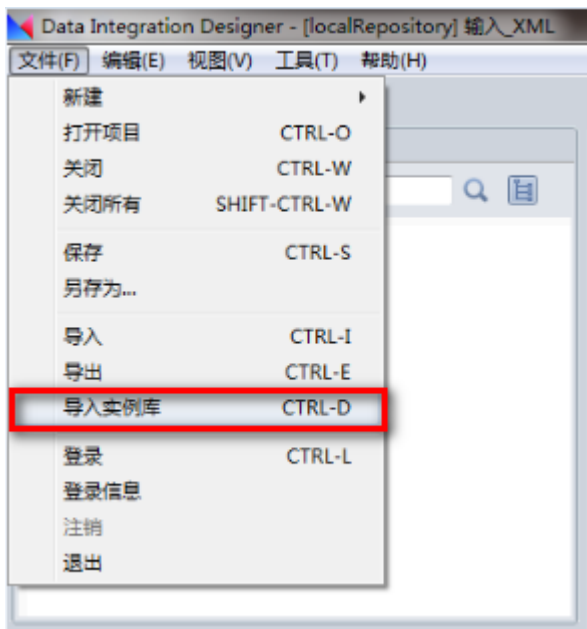 Data Integration Designer - [localRepository] 输入_XML
文件(F) 编辑(E) 视图(V) 工具(T) 帮助(H)
新建
打开项目 CTRL-O
关闭 CTRL-W
关闭所有 SHIFT-CTRL-W
保存 CTRL-S
另存为...
导入 CTRL-I
导出 CTRL-E
导入实例库 CTRL-D
登录 CTRL-L
登录信息
注销
退出